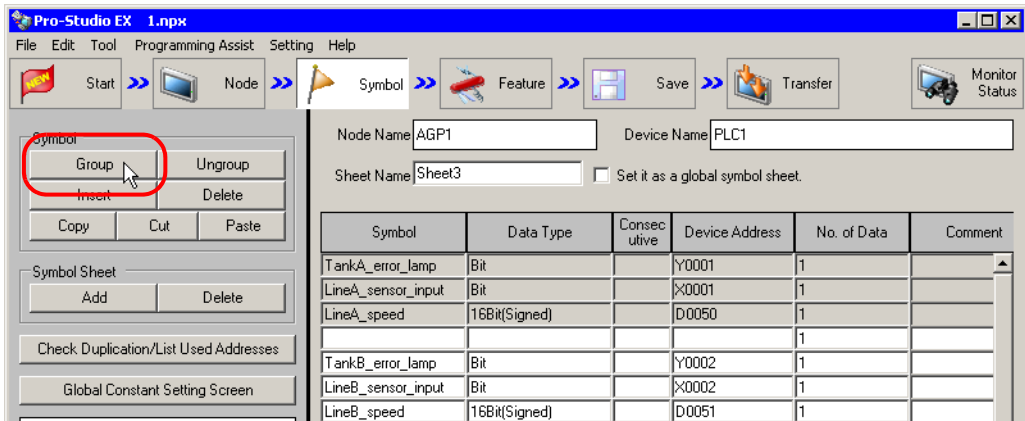 Pro-Studio EX 1.npx
File Edit Tool Programming Assist Setting Help
NEW Start Node Symbol Feature Save Transfer Monitor Status
Symbol
Group Ungroup
Insert Delete
Copy Cut Paste
Symbol Sheet
Add Delete
Check Duplication/List Used Addresses
Global Constant Setting Screen
Node Name AGP1 Device Name PLC1
Sheet Name Sheet3 Set it as a global symbol sheet.
Symbol Data Type Consecutive Device Address No. of Data Comment
TankA_error_lamp Bit Y0001 1
LineA_sensor_input Bit X0001 1
LineA_speed 16Bit(Signed) D0050 1
1
TankB_error_lamp Bit Y0002 1
LineB_sensor_input Bit X0002 1
LineB_speed 16Bit(Signed) D0051 1